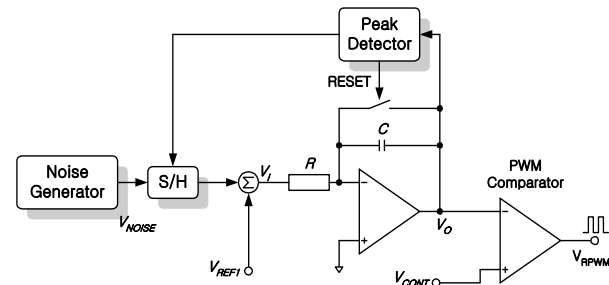 Peak
Detector
RESET
C
PWM
Comparator
Noise
Generator
S/H
Σ
V_I
R
V_NOISE
V_O
V_REF1
V_CONT
V_RPWM
−
+
−
+